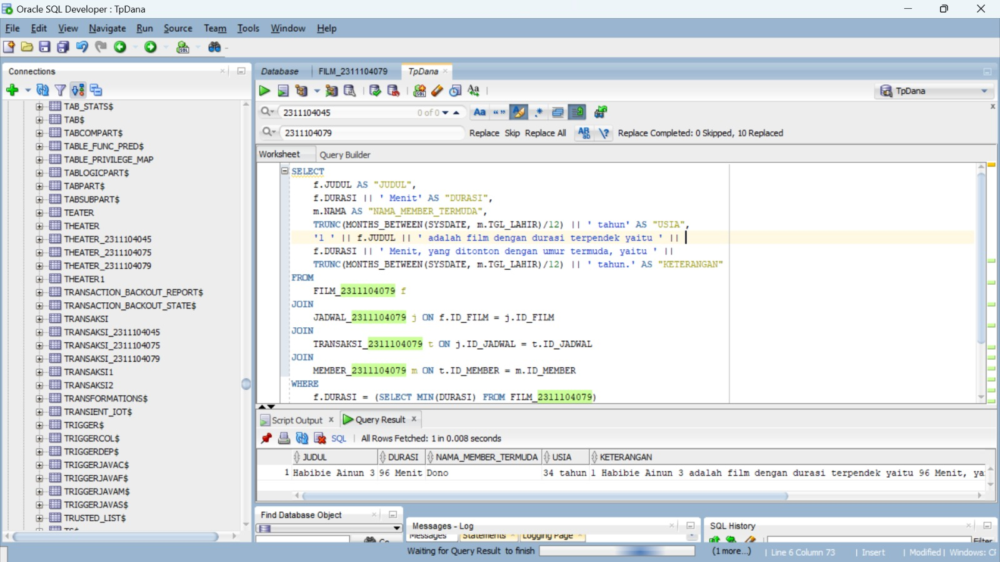 Oracle SQL Developer : TpDana
File Edit View Navigate Run Source Team Tools Window Help
Connections
TAB_STATS$
TAB$
TABCOMPART$
TABLE_FUNC_PRED$
TABLE_PRIVILEGE_MAP
TABLOGICPART$
TABPART$
TABSUBPART$
TEATER
THEATER
THEATER_2311104045
THEATER_2311104075
THEATER_2311104079
THEATER1
TRANSACTION_BACKOUT_REPORT$
TRANSACTION_BACKOUT_STATE$
TRANSAKSI
TRANSAKSI_2311104045
TRANSAKSI_2311104075
TRANSAKSI_2311104079
TRANSAKSI1
TRANSAKSI2
TRANSFORMATIONS$
TRANSIENT_IOT$
TRIGGER$
TRIGGERCOL$
TRIGGERDEP$
TRIGGERJAVAC$
TRIGGERJAVAF$
TRIGGERJAVAM$
TRIGGERJAVAS$
TRUSTED_LIST$
Database FILM_2311104079 TpDana
TpDana
2311104045 0 of 0 Aa
2311104079 Replace Skip Replace All Replace Completed: 0 Skipped, 10 Replaced
Worksheet Query Builder
SELECT
f.JUDUL AS "JUDUL",
f.DURASI || ' Menit' AS "DURASI",
m.NAMA AS "NAMA_MEMBER_TERMUDA",
TRUNC(MONTHS_BETWEEN(SYSDATE, m.TGL_LAHIR)/12) || ' tahun' AS "USIA",
'1 ' || f.JUDUL || ' adalah film dengan durasi terpendek yaitu ' ||
f.DURASI || ' Menit, yang ditonton dengan umur termuda, yaitu ' ||
TRUNC(MONTHS_BETWEEN(SYSDATE, m.TGL_LAHIR)/12) || ' tahun.' AS "KETERANGAN"
FROM
FILM_2311104079 f
JOIN
JADWAL_2311104079 j ON f.ID_FILM = j.ID_FILM
JOIN
TRANSAKSI_2311104079 t ON j.ID_JADWAL = t.ID_JADWAL
JOIN
MEMBER_2311104079 m ON t.ID_MEMBER = m.ID_MEMBER
WHERE
f.DURASI = (SELECT MIN(DURASI) FROM FILM_2311104079)
Script Output Query Result
SQL All Rows Fetched: 1 in 0.008 seconds
JUDUL DURASI NAMA_MEMBER_TERMUDA USIA KETERANGAN
1 Habibie Ainun 3 96 Menit Dono 34 tahun 1 Habibie Ainun 3 adalah film dengan durasi terpendek yaitu 96 Menit, ya
Find Database Object
Messages - Log
SQL History
Messages Statements Logging Page
Go
Filter
Waiting for Query Result to finish (1 more...) Line 6 Column 73 Insert Modified Windows: CR